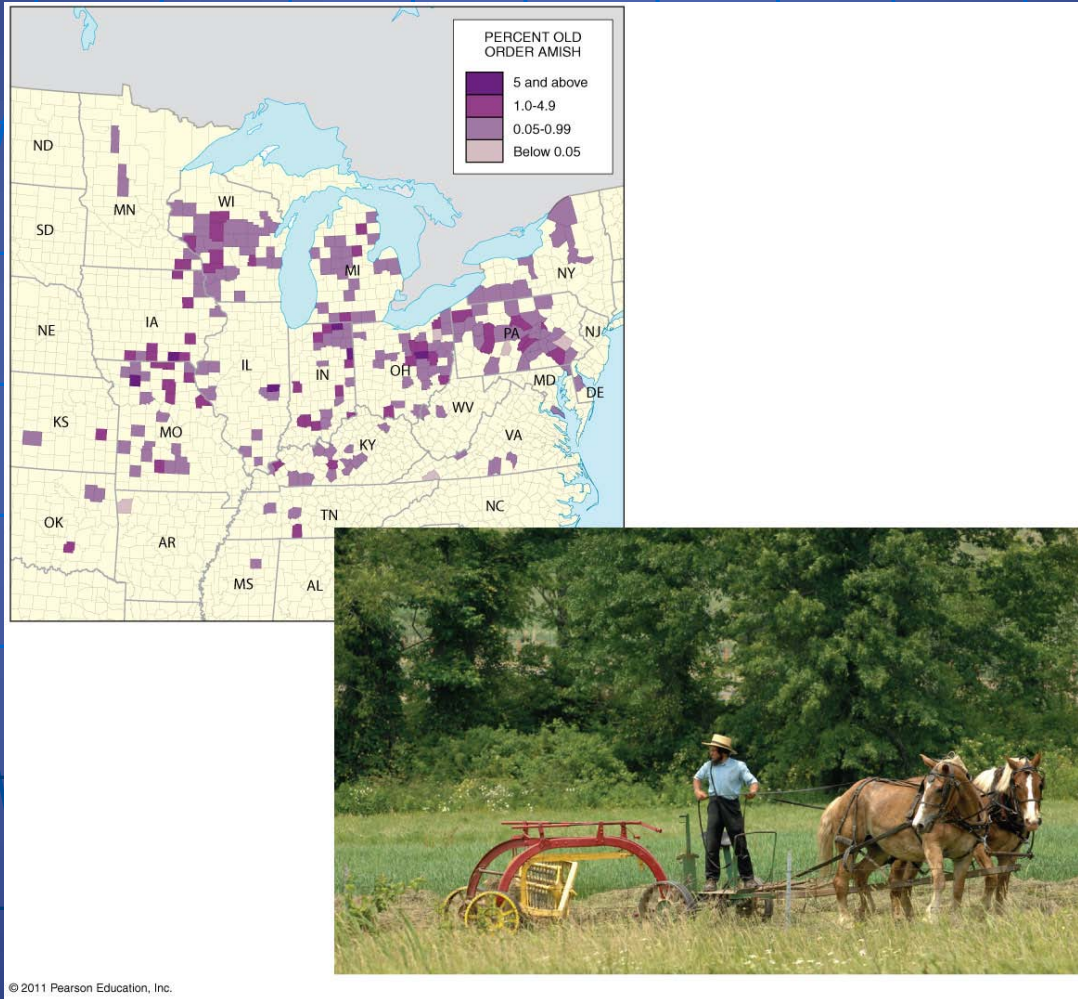 PERCENT OLD
ORDER AMISH
5 and above
1.0-4.9
0.05-0.99
Below 0.05
ND
MN
WI
SD
MI
NY
IA
NE
PA
NJ
IL
IN
OH
MD
DE
WV
KS
MO
VA
KY
OK
TN
NC
AR
MS
AL
© 2011 Pearson Education, Inc.